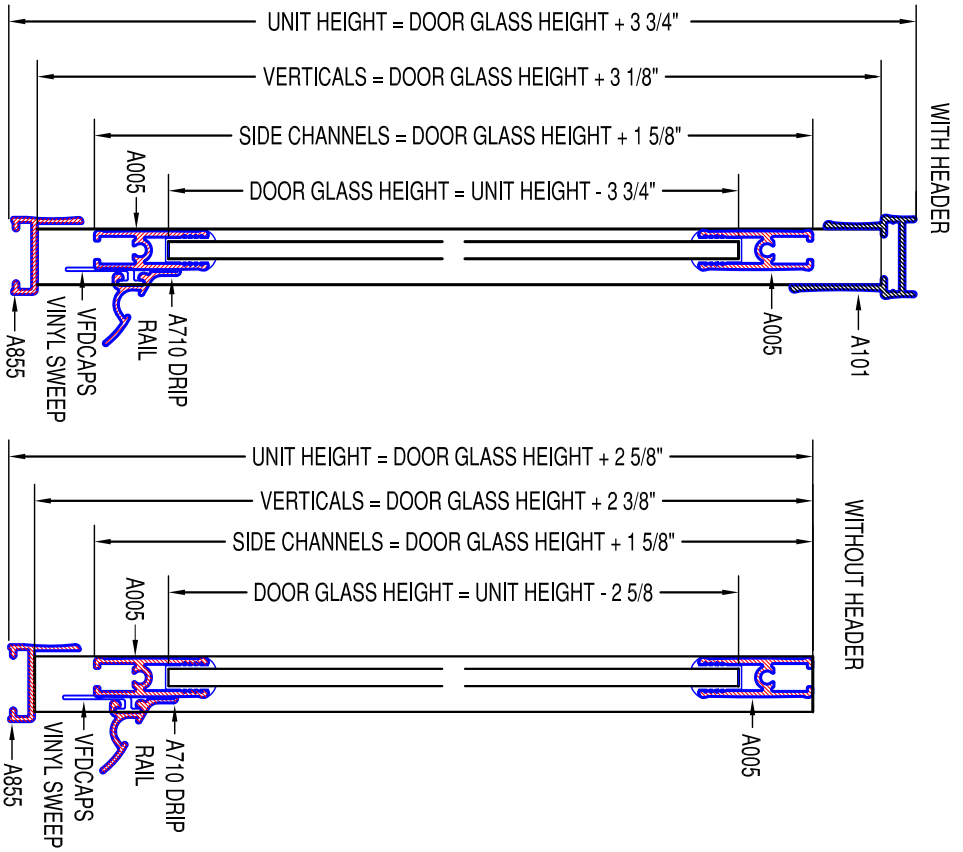 UNIT HEIGHT = DOOR GLASS HEIGHT + 3 3/4"
VERTICALS = DOOR GLASS HEIGHT + 3 1/8"
SIDE CHANNELS = DOOR GLASS HEIGHT + 1 5/8"
DOOR GLASS HEIGHT = UNIT HEIGHT - 3 3/4"
WITH HEADER
A005
A855
VFDCAPS
VINYL SWEEP
A710 DRIP
RAIL
A005
A101
UNIT HEIGHT = DOOR GLASS HEIGHT + 2 5/8"
VERTICALS = DOOR GLASS HEIGHT + 2 3/8"
SIDE CHANNELS = DOOR GLASS HEIGHT + 1 5/8"
DOOR GLASS HEIGHT = UNIT HEIGHT - 2 5/8
WITHOUT HEADER
A005
A855
VFDCAPS
VINYL SWEEP
A710 DRIP
RAIL
A005